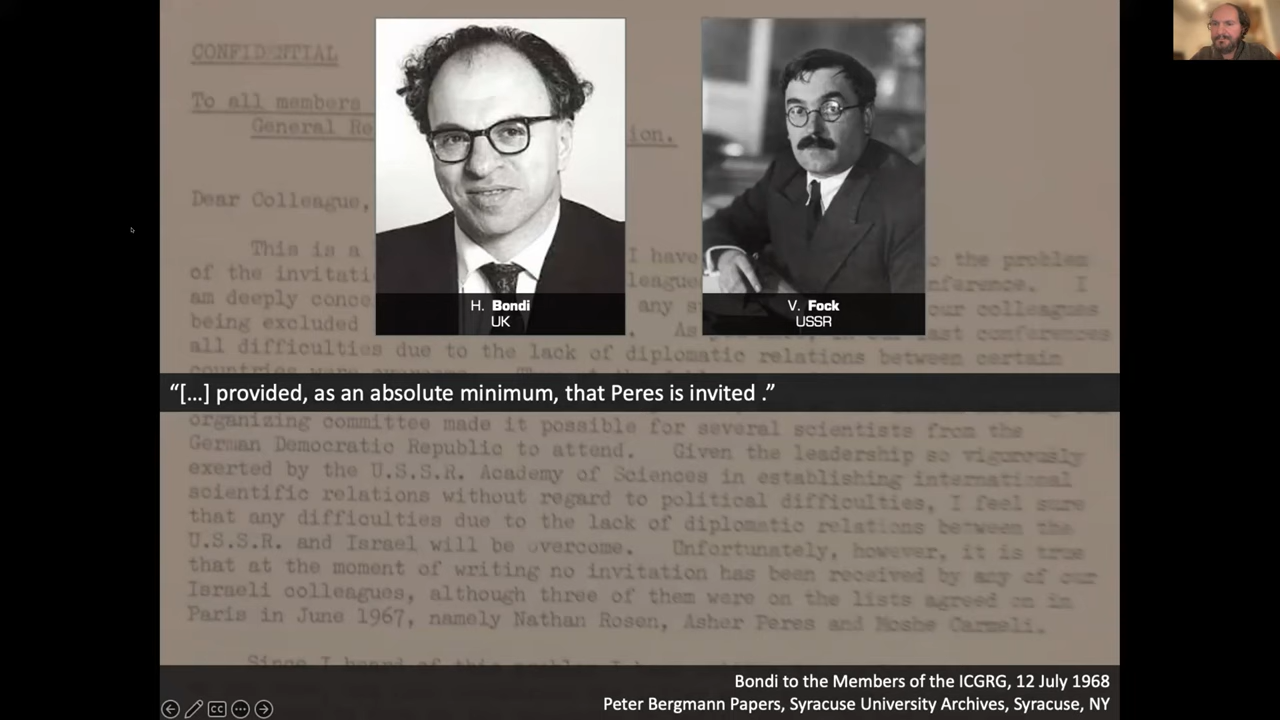 CONFIDENTIAL
To all members
General Re ion.
Dear Colleague,
This is a I have o the problem
of the invitati leagues nference. I
am deeply conce any our colleagues
being excluded As last conferences
all difficulties due to the lack of diplomatic relations between certain
H. Bondi
UK
V. Fock
USSR
“[...] provided, as an absolute minimum, that Peres is invited .”
organizing committee made it possible for several scientists from the
German Democratic Republic to attend. Given the leadership so vigorously
exerted by the U.S.S.R. Academy of Sciences in establishing international
scientific relations without regard to political difficulties, I feel sure
that any difficulties due to the lack of diplomatic relations between the
U.S.S.R. and Israel will be overcome. Unfortunately, however, it is true
that at the moment of writing no invitation has been received by any of our
Israeli colleagues, although three of them were on the lists agreed on in
Paris in June 1967, namely Nathan Rosen, Asher Peres and Moshe Carmeli.
Since I heard of this problem I
Bondi to the Members of the ICGRG, 12 July 1968
Peter Bergmann Papers, Syracuse University Archives, Syracuse, NY
CC